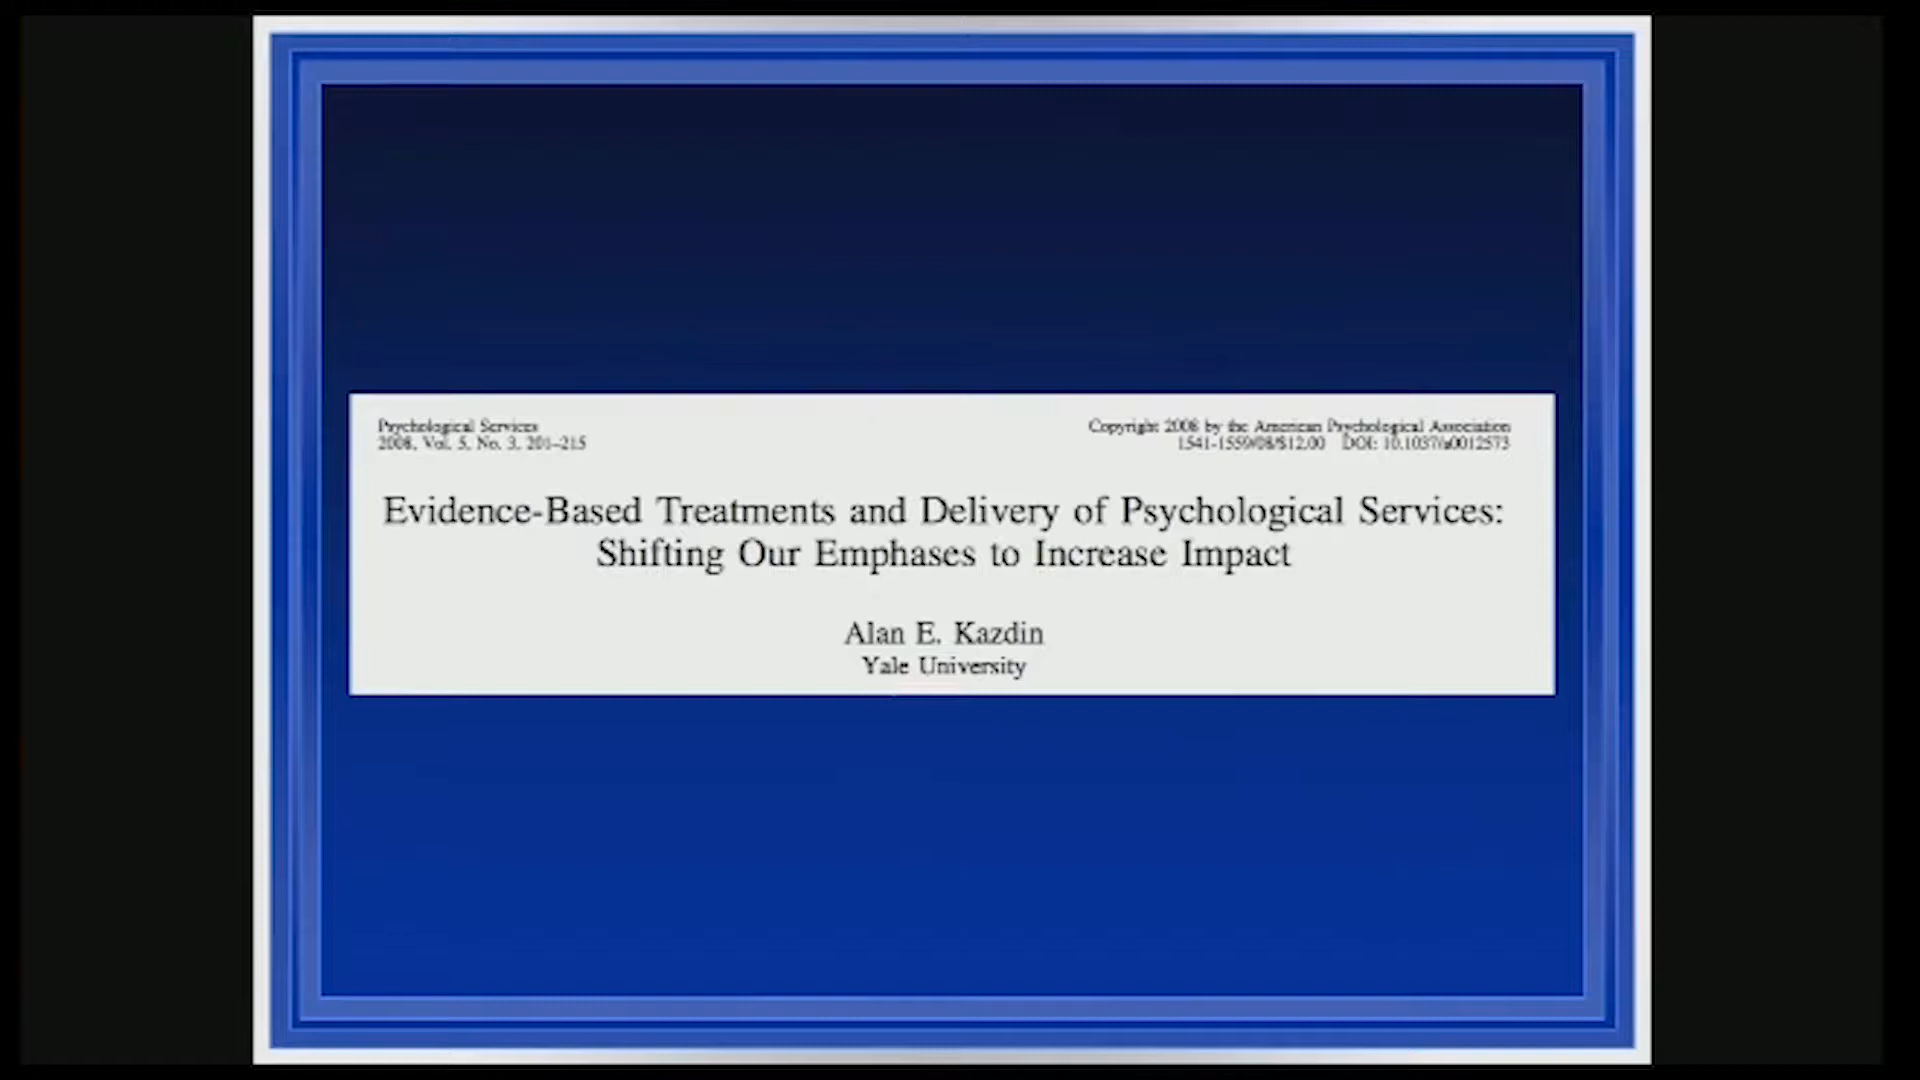 Psychological Services
2008, Vol. 5, No. 3, 201–215
Copyright 2008 by the American Psychological Association
1541-1559/08/$12.00 DOI: 10.1037/a0012573
Evidence-Based Treatments and Delivery of Psychological Services:
Shifting Our Emphases to Increase Impact
Alan E. Kazdin
Yale University